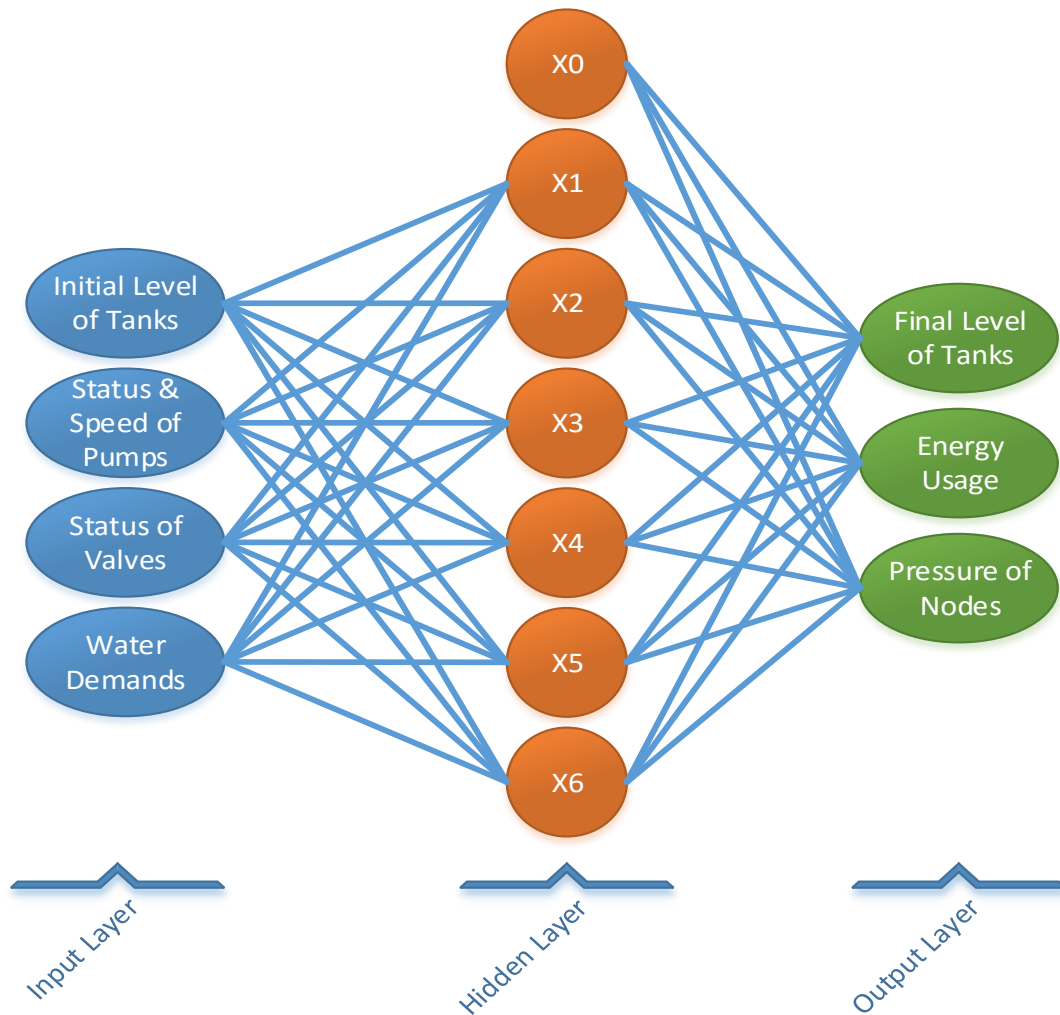 X0
X1
X2
X3
X4
X5
X6
Initial Level
of Tanks
Status &
Speed of
Pumps
Status of
Valves
Water
Demands
Final Level
of Tanks
Energy
Usage
Pressure of
Nodes
Input Layer
Hidden Layer
Output Layer